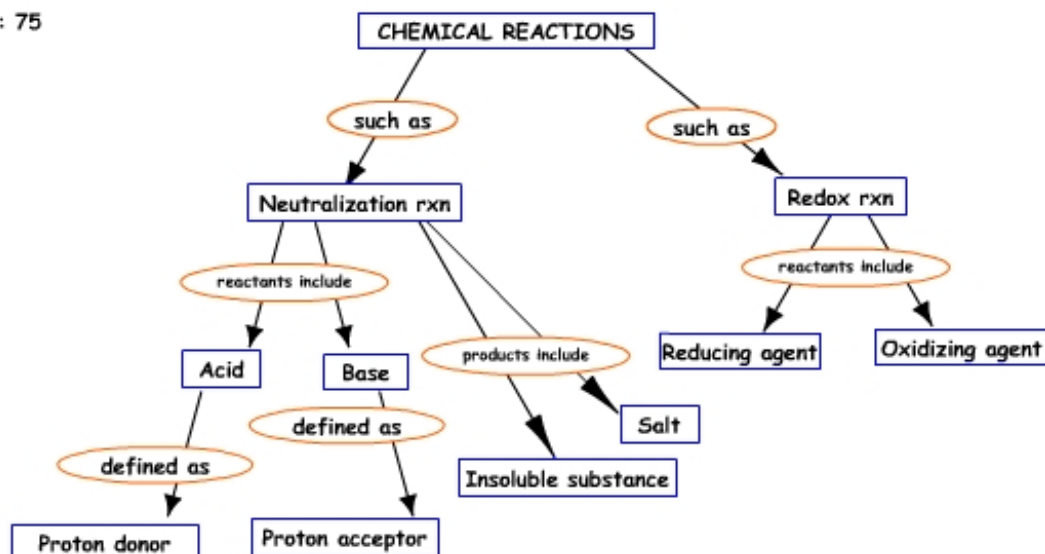 : 75
CHEMICAL REACTIONS
such as
such as
Neutralization rxn
Redox rxn
reactants include
reactants include
products include
Reducing agent
Oxidizing agent
Acid
Base
Salt
defined as
defined as
Insoluble substance
Proton donor
Proton acceptor